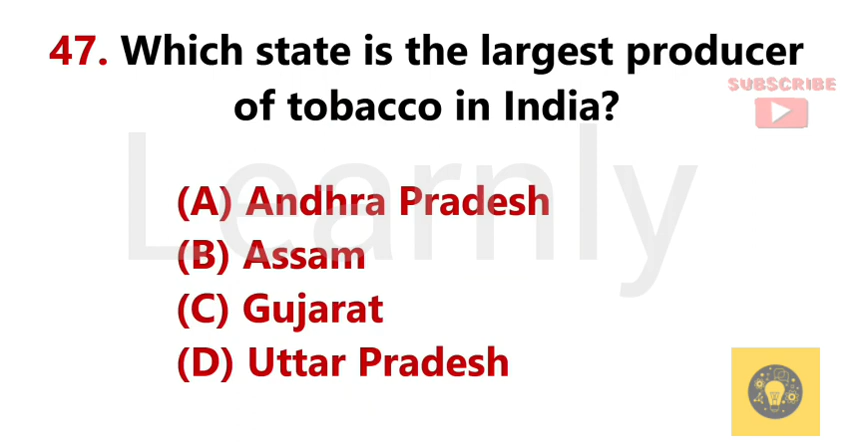 47. Which state is the largest producer
of tobacco in India?
SUBSCRIBE
Learnly
(A) Andhra Pradesh
(B) Assam
(C) Gujarat
(D) Uttar Pradesh